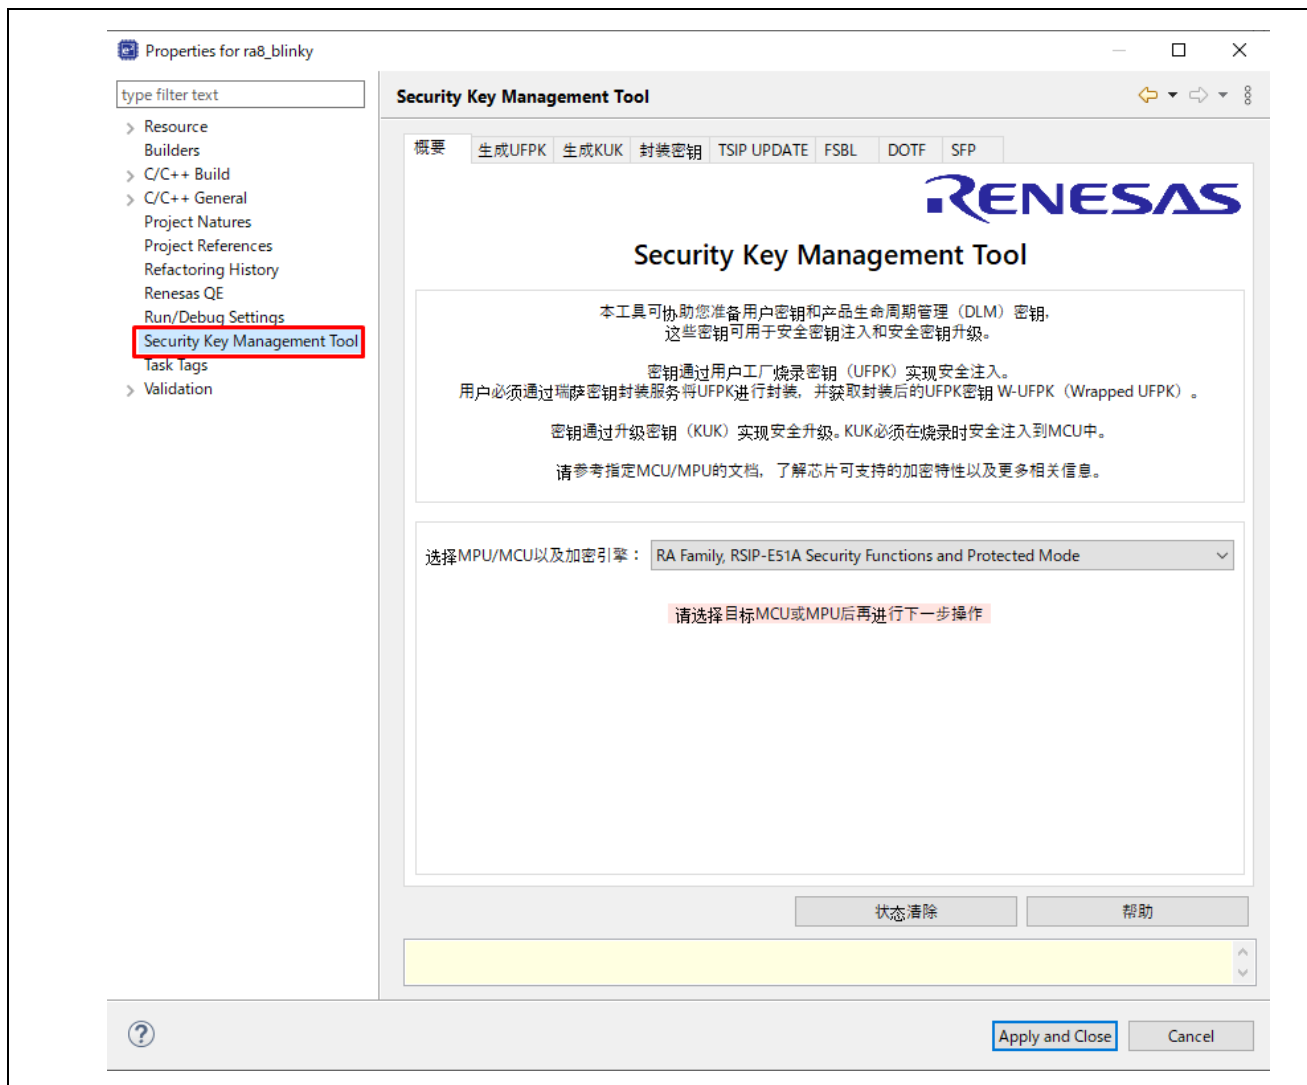 Properties for ra8_blinky
type filter text
Resource
Builders
C/C++ Build
C/C++ General
Project Natures
Project References
Refactoring History
Renesas QE
Run/Debug Settings
Security Key Management Tool
Task Tags
Validation
Security Key Management Tool
概要 生成UFPK 生成KUK 封装密钥 TSIP UPDATE FSBL DOTF SFP
RENESAS
Security Key Management Tool
本工具可协助您准备用户密钥和产品生命周期管理（DLM）密钥，
这些密钥可用于安全密钥注入和安全密钥升级。
密钥通过用户工厂烧录密钥（UFPK）实现安全注入。
用户必须通过瑞萨密钥封装服务将UFPK进行封装，并获取封装后的UFPK密钥 W-UFPK（Wrapped UFPK）。
密钥通过升级密钥（KUK）实现安全升级。KUK必须在烧录时安全注入到MCU中。
请参考指定MCU/MPU的文档，了解芯片可支持的加密特性以及更多相关信息。
选择MPU/MCU以及加密引擎： RA Family, RSIP-E51A Security Functions and Protected Mode
请选择目标MCU或MPU后再进行下一步操作
状态清除 帮助
Apply and Close Cancel